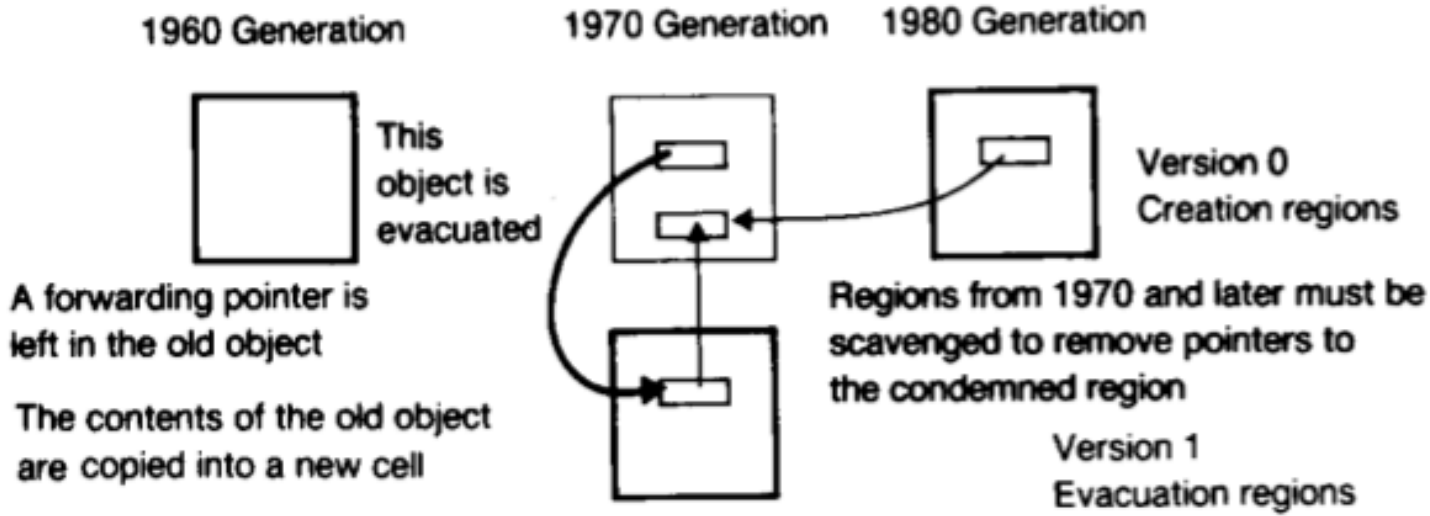 1960 Generation
1970 Generation
1980 Generation
This
object is
evacuated
Version 0
Creation regions
A forwarding pointer is
left in the old object
Regions from 1970 and later must be
scavenged to remove pointers to
the condemned region
The contents of the old object
are copied into a new cell
Version 1
Evacuation regions